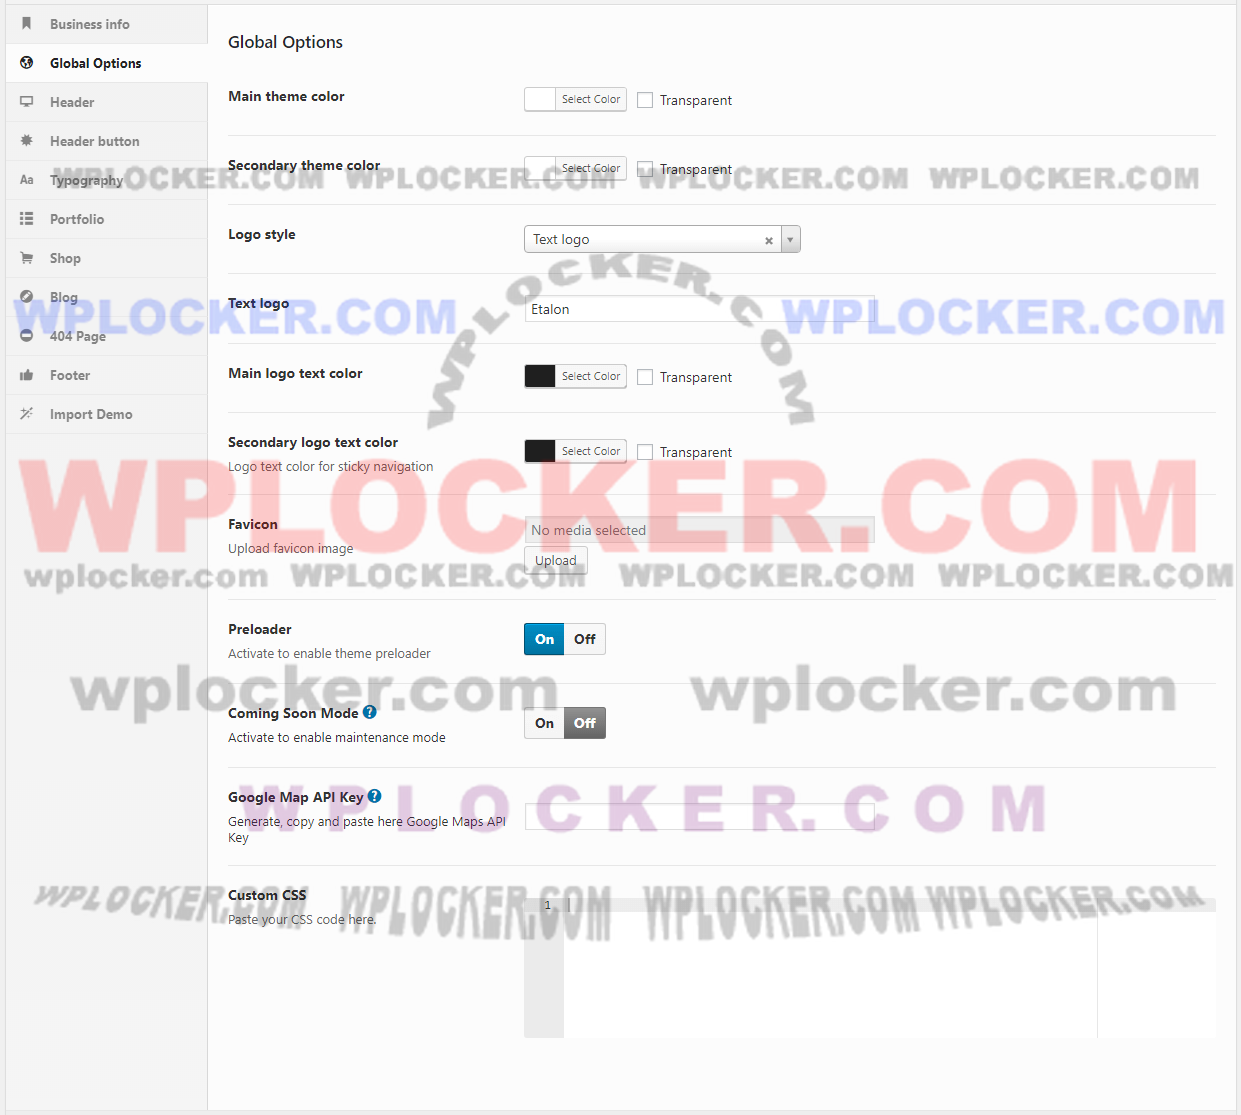 Business info
Global Options
Header
Header button
Aa Typography
Portfolio
Shop
Blog
404 Page
Footer
Import Demo
Global Options
Main theme color
Select Color
Transparent
Secondary theme color
Select Color
Transparent
WPLOCKER.COM WPLOCKER.COM WPLOCKER.COM WPLOCKER.COM
Logo style
Text logo
WPLOCKER.COM
Text logo
Etalon
WPLOCKER.COM WPLOCKER.COM
Main logo text color
Select Color
Transparent
Secondary logo text color
Logo text color for sticky navigation
Select Color
Transparent
WPLOCKER.COM
Favicon
Upload favicon image
No media selected
Upload
wplocker.com WPLOCKER.COM WPLOCKER.COM WPLOCKER.COM
Preloader
Activate to enable theme preloader
On Off
wplocker.com wplocker.com
Coming Soon Mode ?
Activate to enable maintenance mode
On Off
Google Map API Key ?
Generate, copy and paste here Google Maps API
Key
WPLOCKER.COM
Custom CSS
Paste your CSS code here.
1
WPLOCKER.COM WPLOCKER.COM WPLOCKER.COM WPLOCKER.COM